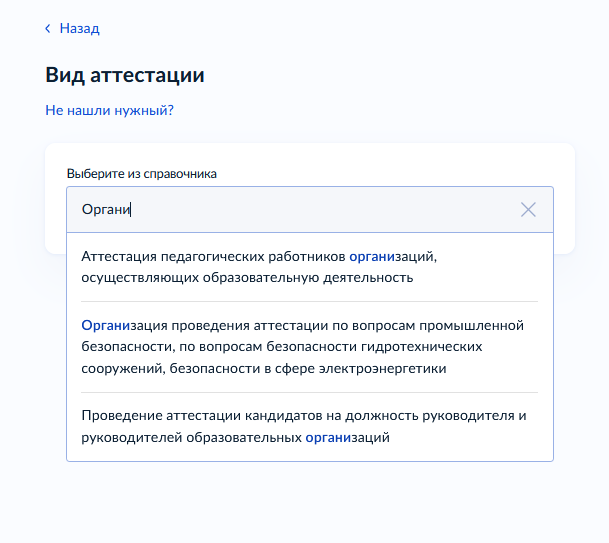 Назад
Вид аттестации
Не нашли нужный?
Выберите из справочника
Органи
Аттестация педагогических работников организаций,
осуществляющих образовательную деятельность
Организация проведения аттестации по вопросам промышленной
безопасности, по вопросам безопасности гидротехнических
сооружений, безопасности в сфере электроэнергетики
Проведение аттестации кандидатов на должность руководителя и
руководителей образовательных организаций